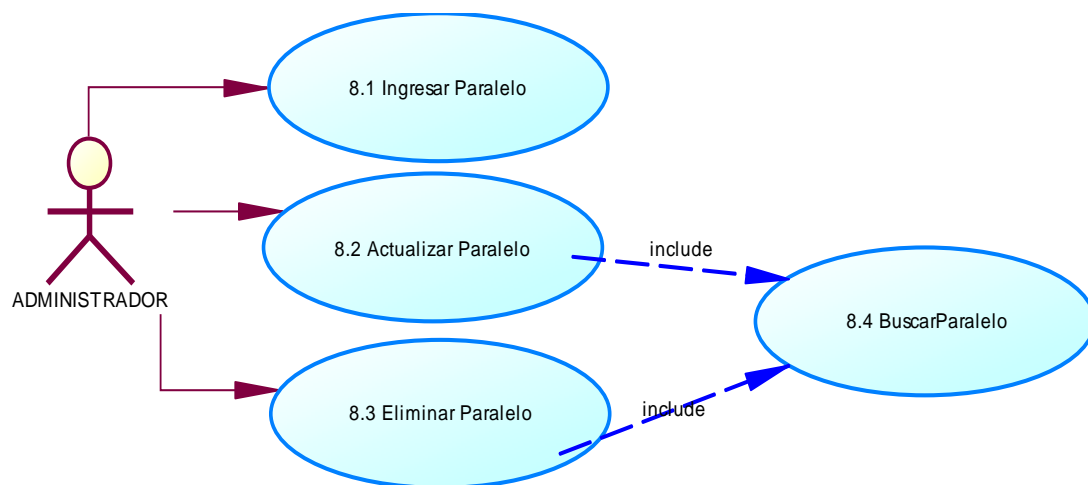 8.1 Ingresar Paralelo
8.2 Actualizar Paralelo
include
ADMINISTRADOR
8.4 BuscarParalelo
8.3 Eliminar Paralelo
include